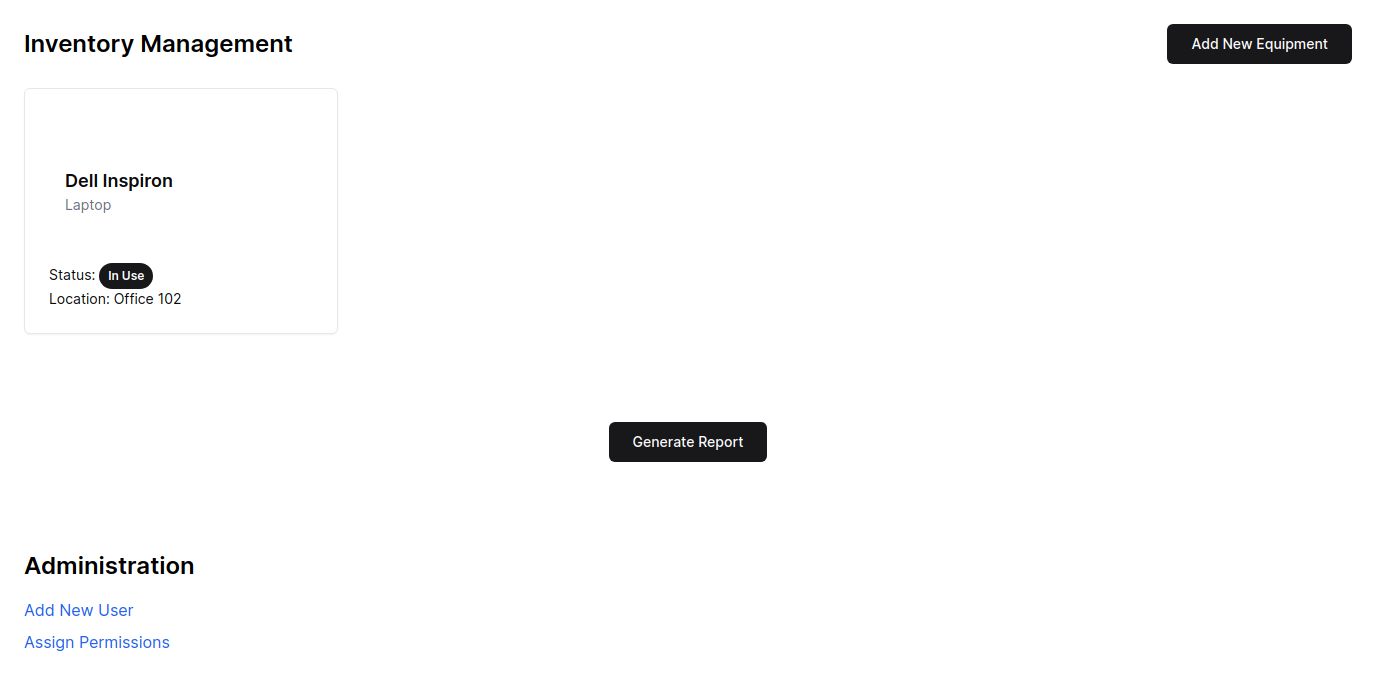 Inventory Management
Add New Equipment
Dell Inspiron
Laptop
Status: In Use
Location: Office 102
Generate Report
Administration
Add New User
Assign Permissions